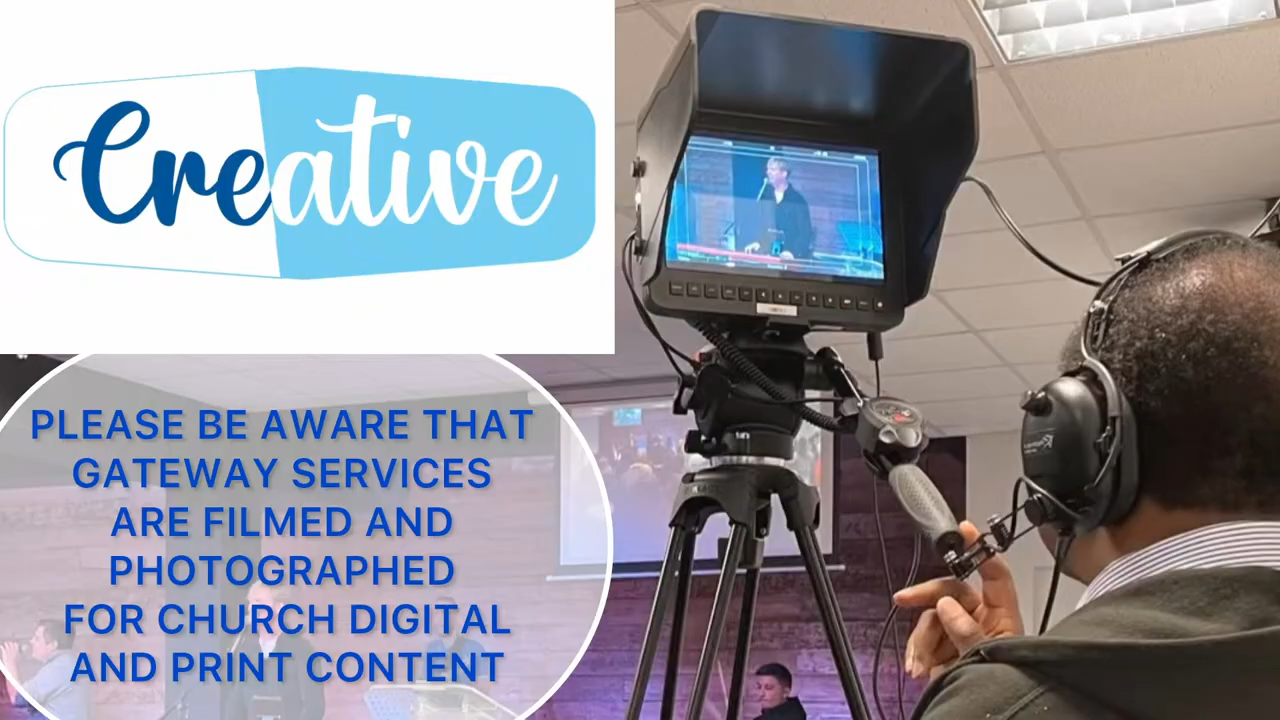 Creative
PLEASE BE AWARE THAT
GATEWAY SERVICES
ARE FILMED AND
PHOTOGRAPHED
FOR CHURCH DIGITAL
AND PRINT CONTENT